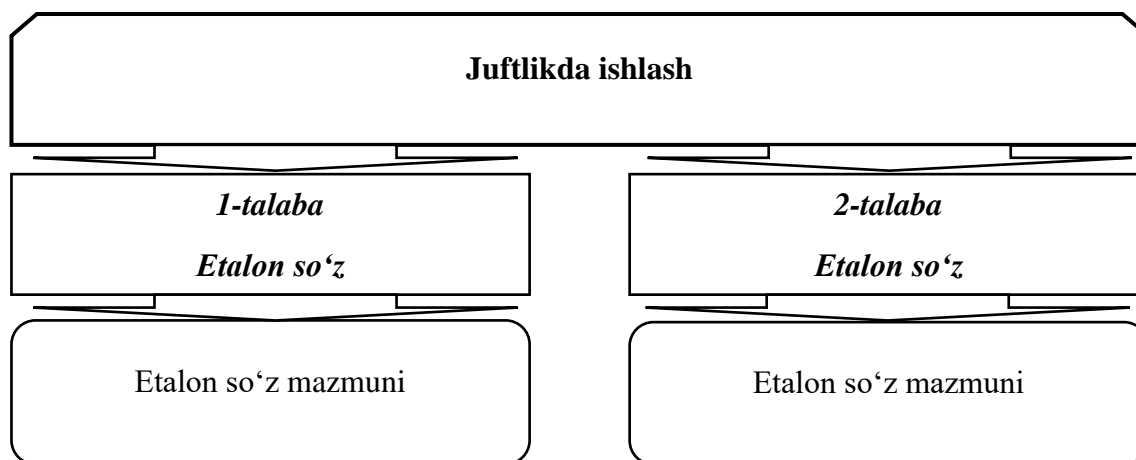 Juftlikda ishlash
1-talaba
Etalon so‘z
2-talaba
Etalon so‘z
Etalon so‘z mazmuni
Etalon so‘z mazmuni